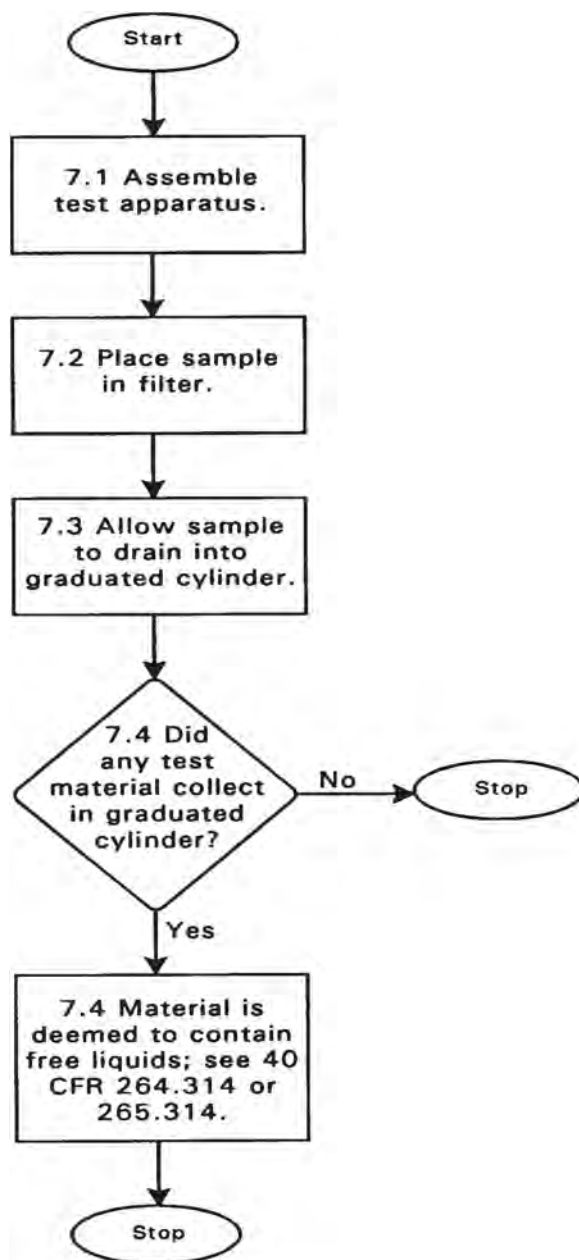 Start
7.1 Assemble
test apparatus.
7.2 Place sample
in filter.
7.3 Allow sample
to drain into
graduated cylinder.
7.4 Did
any test
material collect
in graduated
cylinder?
No
Stop
Yes
7.4 Material is
deemed to contain
free liquids; see 40
CFR 264.314 or
265.314.
Stop